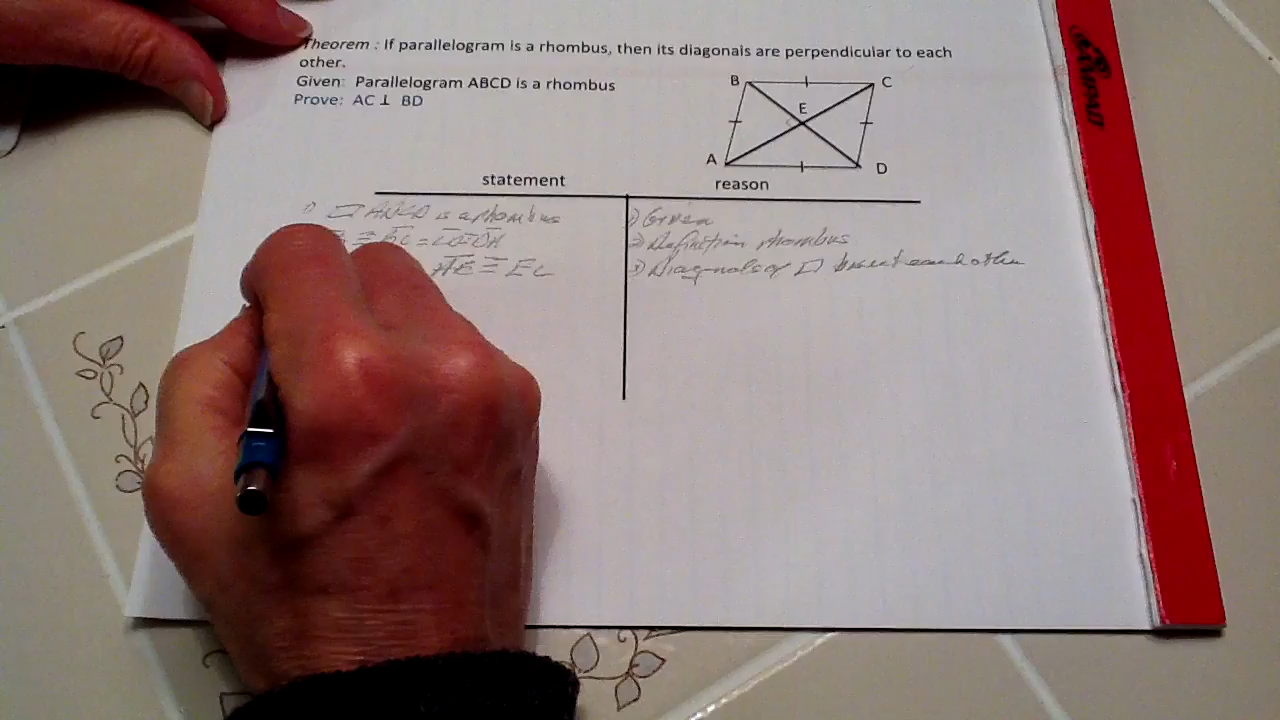 Theorem : If parallelogram is a rhombus, then its diagonals are perpendicular to each
other.
Given: Parallelogram ABCD is a rhombus
Prove: AC ⊥ BD
B C
E
A D
statement reason
1) ▱ ABCD is a rhombus 1) Given
2) Definition rhombus
AE ≅ EC 3) Diagonals of ▱ bisect each other